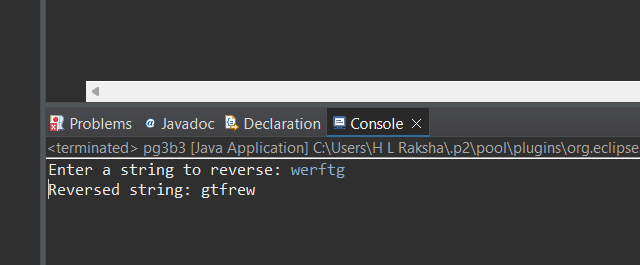 Problems Javadoc Declaration Console
<terminated> pg3b3 [Java Application] C:\Users\H L Raksha\.p2\pool\plugins\org.eclipse
Enter a string to reverse: werftg
Reversed string: gtfrew